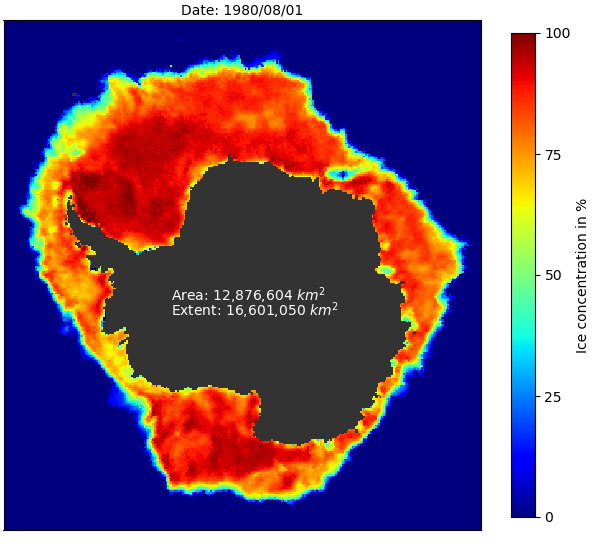 Date: 1980/08/01
100
75
50
25
0
Ice concentration in %
Area: 12,876,604 km²
Extent: 16,601,050 km²